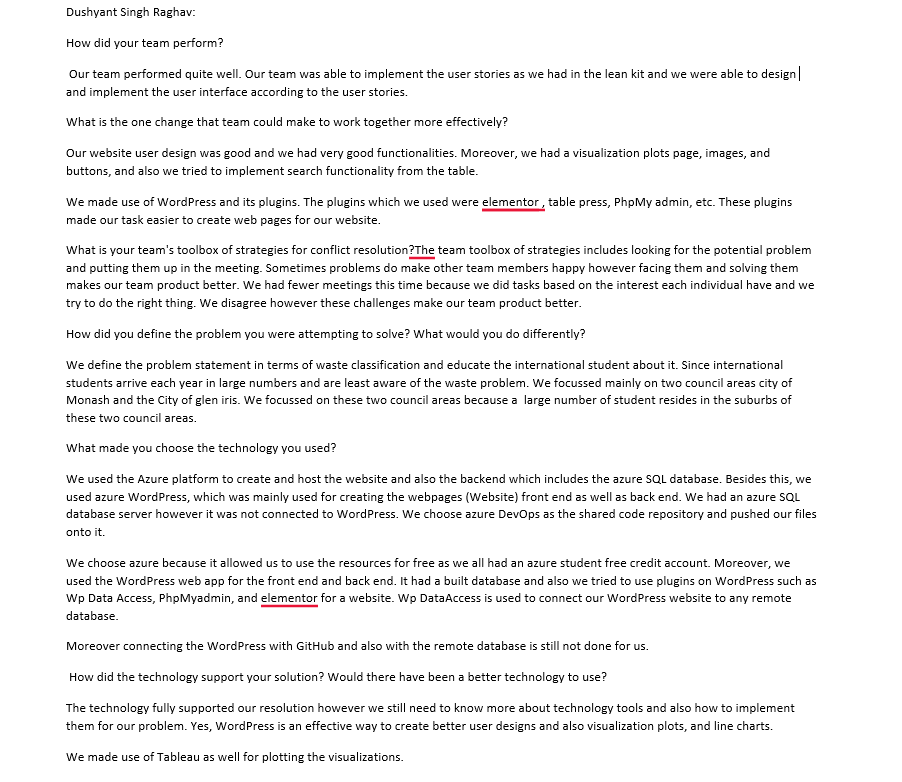 Dushyant Singh Raghav:
How did your team perform?
Our team performed quite well. Our team was able to implement the user stories as we had in the lean kit and we were able to design
and implement the user interface according to the user stories.
What is the one change that team could make to work together more effectively?
Our website user design was good and we had very good functionalities. Moreover, we had a visualization plots page, images, and
buttons, and also we tried to implement search functionality from the table.
We made use of WordPress and its plugins. The plugins which we used were elementor , table press, PhpMy admin, etc. These plugins
made our task easier to create web pages for our website.
What is your team's toolbox of strategies for conflict resolution?The team toolbox of strategies includes looking for the potential problem
and putting them up in the meeting. Sometimes problems do make other team members happy however facing them and solving them
makes our team product better. We had fewer meetings this time because we did tasks based on the interest each individual have and we
try to do the right thing. We disagree however these challenges make our team product better.
How did you define the problem you were attempting to solve? What would you do differently?
We define the problem statement in terms of waste classification and educate the international student about it. Since international
students arrive each year in large numbers and are least aware of the waste problem. We focussed mainly on two council areas city of
Monash and the City of glen iris. We focussed on these two council areas because a  large number of student resides in the suburbs of
these two council areas.
What made you choose the technology you used?
We used the Azure platform to create and host the website and also the backend which includes the azure SQL database. Besides this, we
used azure WordPress, which was mainly used for creating the webpages (Website) front end as well as back end. We had an azure SQL
database server however it was not connected to WordPress. We choose azure DevOps as the shared code repository and pushed our files
onto it.
We choose azure because it allowed us to use the resources for free as we all had an azure student free credit account. Moreover, we
used the WordPress web app for the front end and back end. It had a built database and also we tried to use plugins on WordPress such as
Wp Data Access, PhpMyadmin, and elementor for a website. Wp DataAccess is used to connect our WordPress website to any remote
database.
Moreover connecting the WordPress with GitHub and also with the remote database is still not done for us.
How did the technology support your solution? Would there have been a better technology to use?
The technology fully supported our resolution however we still need to know more about technology tools and also how to implement
them for our problem. Yes, WordPress is an effective way to create better user designs and also visualization plots, and line charts.
We made use of Tableau as well for plotting the visualizations.